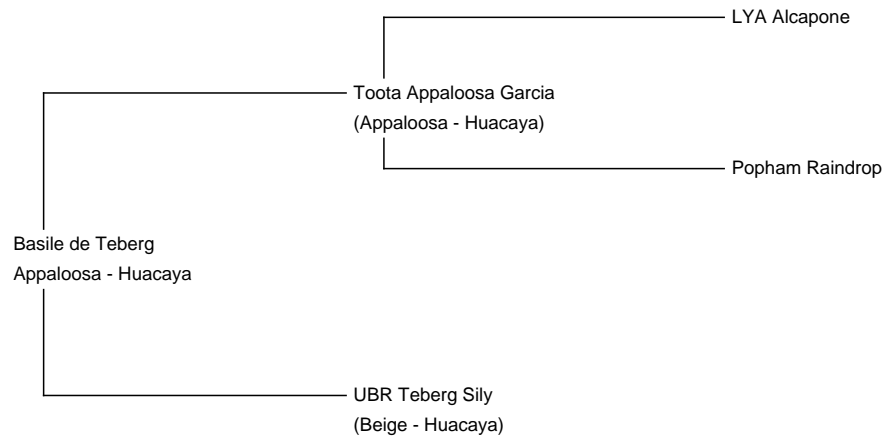 LYA Alcapone
Toota Appaloosa Garcia
(Appaloosa - Huacaya)
Popham Raindrop
Basile de Teberg
Appaloosa - Huacaya
UBR Teberg Sily
(Beige - Huacaya)